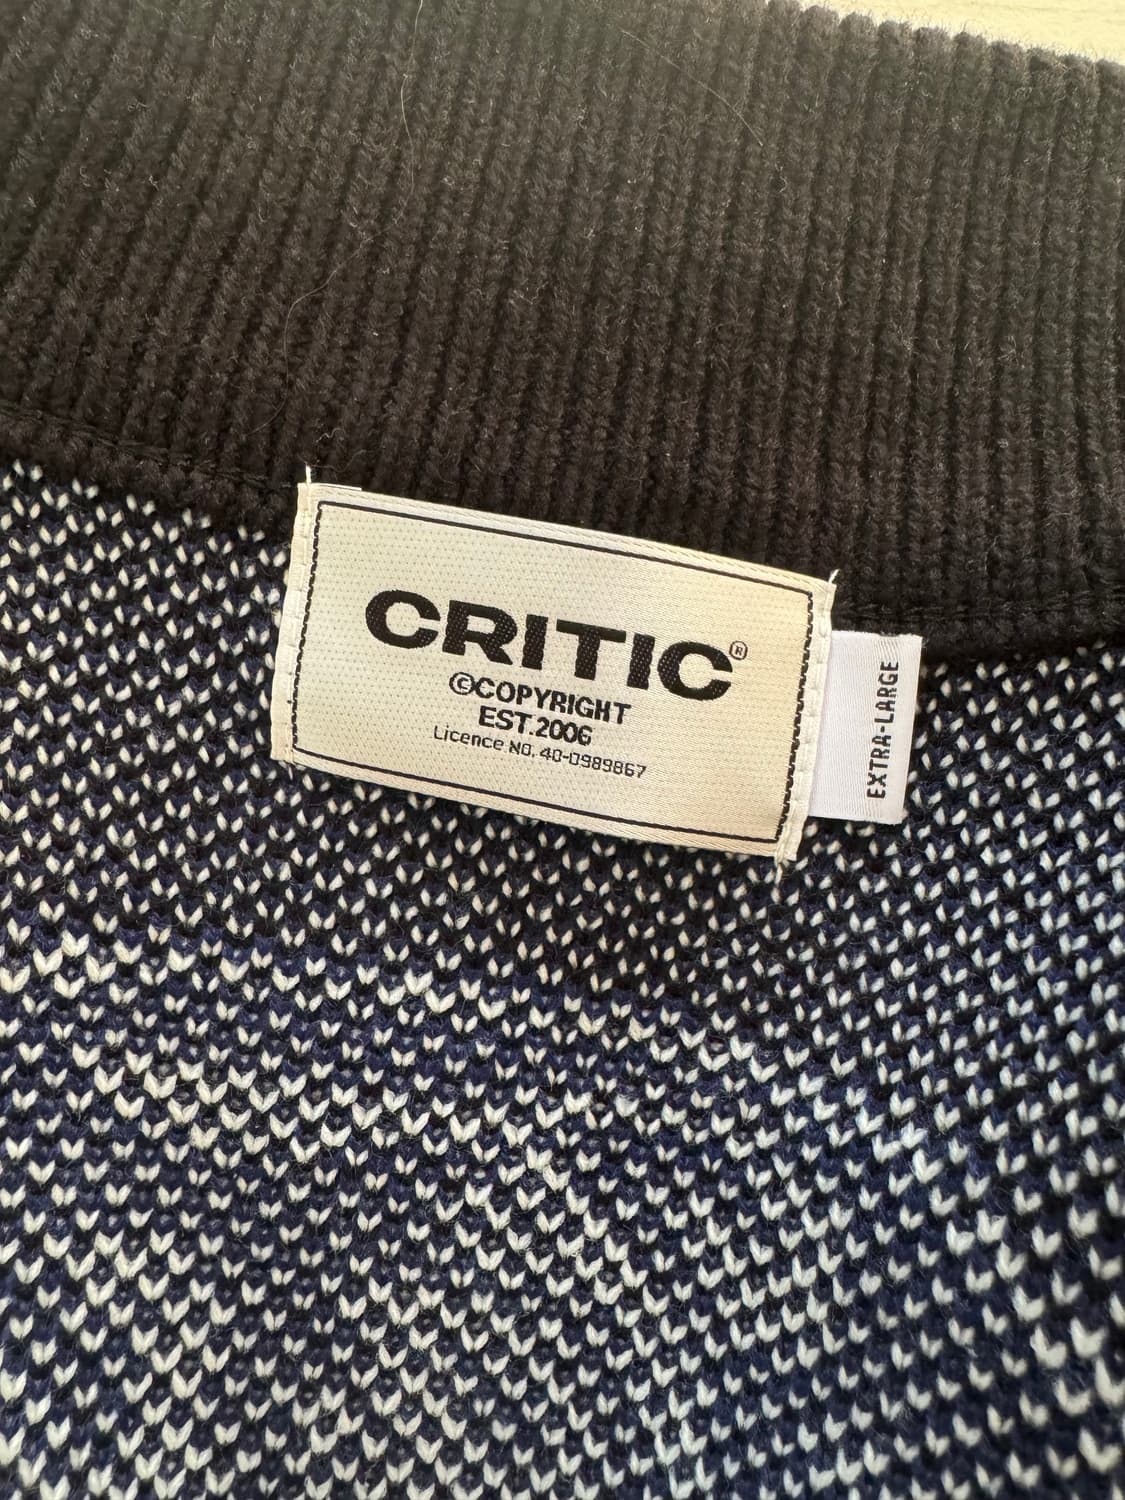 CRITIC®
©COPYRIGHT
EST.2006
Licence NO. 40-0989867
EXTRA-LARGE